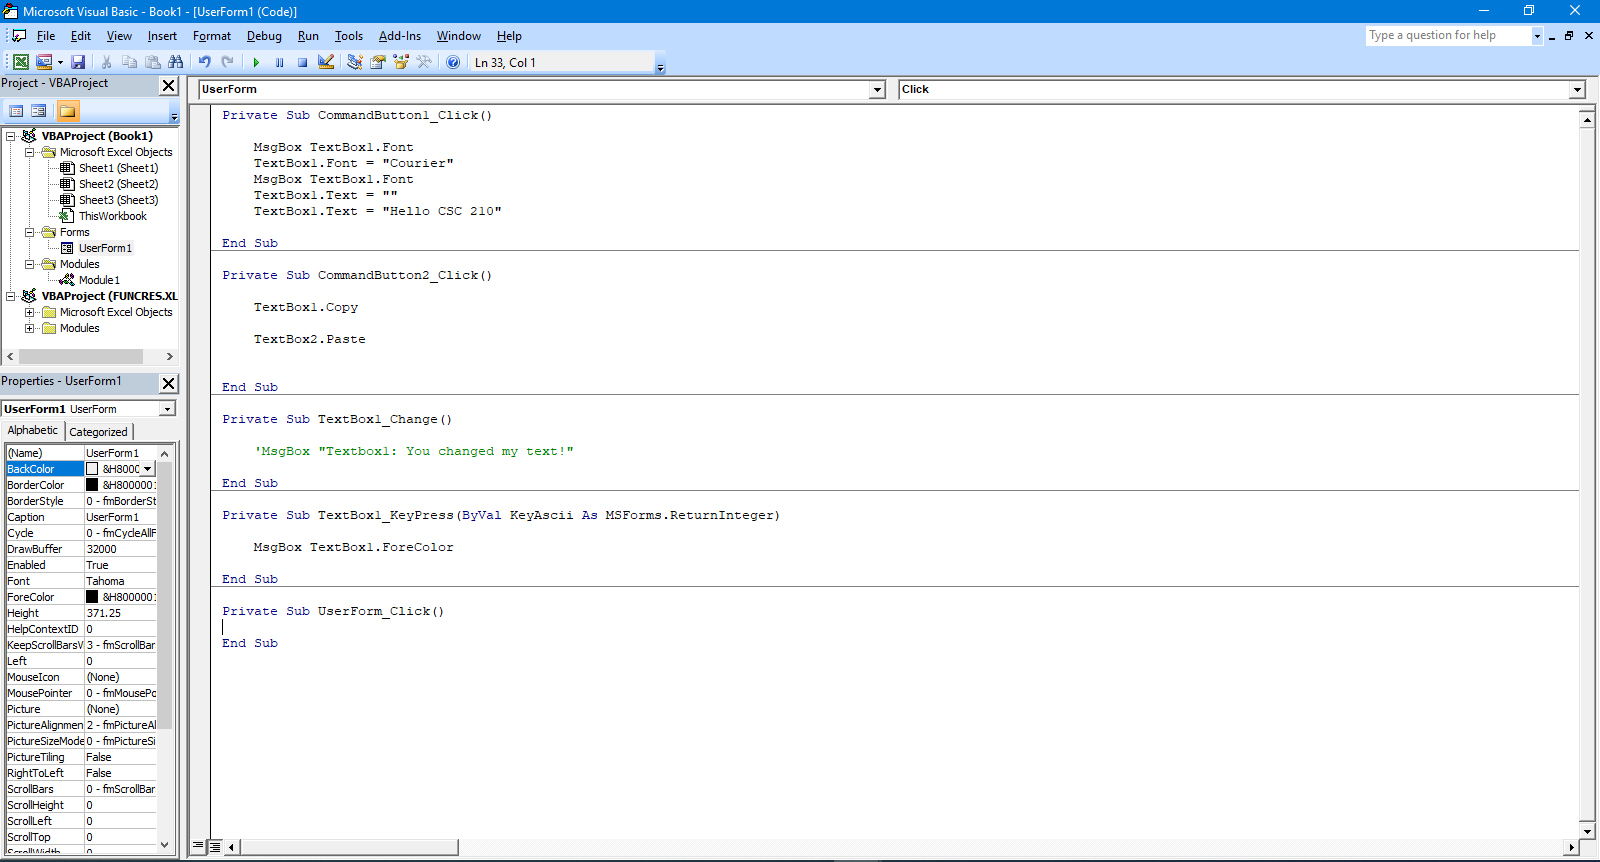 Microsoft Visual Basic - Book1 - [UserForm1 (Code)]
File Edit View Insert Format Debug Run Tools Add-Ins Window Help
Type a question for help
Ln 33, Col 1
Project - VBAProject
VBAProject (Book1)
Microsoft Excel Objects
Sheet1 (Sheet1)
Sheet2 (Sheet2)
Sheet3 (Sheet3)
ThisWorkbook
Forms
UserForm1
Modules
Module1
VBAProject (FUNCRES.XL
Microsoft Excel Objects
Modules
Properties - UserForm1
UserForm1 UserForm
Alphabetic Categorized
(Name) UserForm1
BackColor &H8000
BorderColor &H8000001
BorderStyle 0 - fmBorderSt
Caption UserForm1
Cycle 0 - fmCycleAllF
DrawBuffer 32000
Enabled True
Font Tahoma
ForeColor &H8000001
Height 371.25
HelpContextID 0
KeepScrollBarsV 3 - fmScrollBar
Left 0
MouseIcon (None)
MousePointer 0 - fmMousePo
Picture (None)
PictureAlignmen 2 - fmPictureAl
PictureSizeMode 0 - fmPictureSi
PictureTiling False
RightToLeft False
ScrollBars 0 - fmScrollBar
ScrollHeight 0
ScrollLeft 0
ScrollTop 0
ScrollWidth 0
UserForm Click
Private Sub CommandButton1_Click()
MsgBox TextBox1.Font
TextBox1.Font = "Courier"
MsgBox TextBox1.Font
TextBox1.Text = ""
TextBox1.Text = "Hello CSC 210"
End Sub
Private Sub CommandButton2_Click()
TextBox1.Copy
TextBox2.Paste
End Sub
Private Sub TextBox1_Change()
'MsgBox "Textbox1: You changed my text!"
End Sub
Private Sub TextBox1_KeyPress(ByVal KeyAscii As MSForms.ReturnInteger)
MsgBox TextBox1.ForeColor
End Sub
Private Sub UserForm_Click()
End Sub